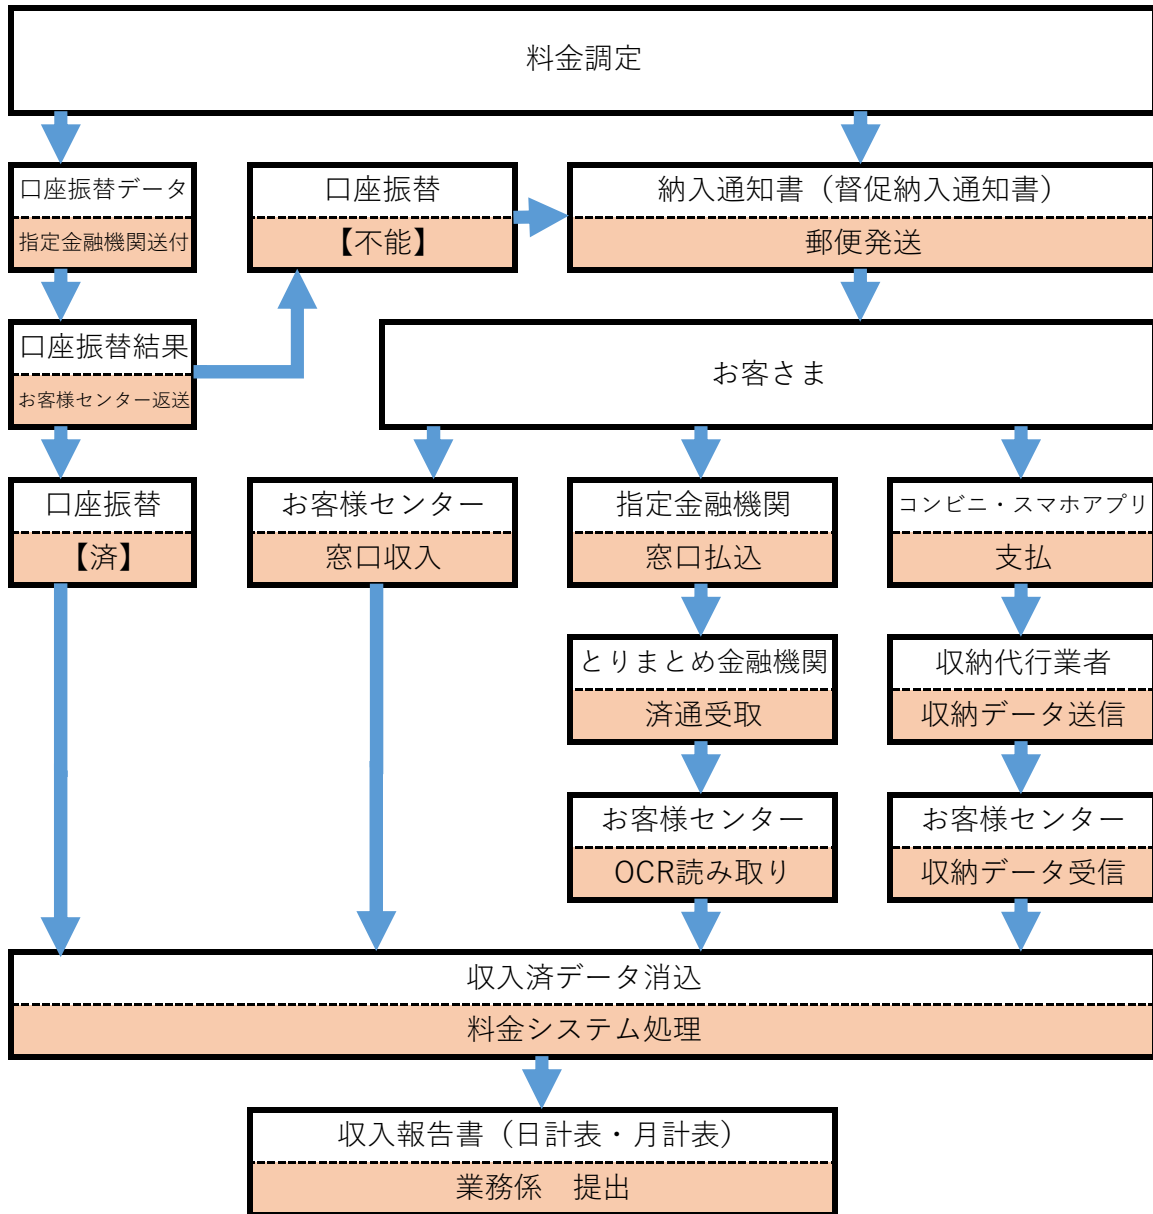 料金調定
口座振替データ
指定金融機関送付
口座振替
【不能】
納入通知書（督促納入通知書）
郵便発送
口座振替結果
お客様センター返送
お客さま
口座振替
【済】
お客様センター
窓口収入
指定金融機関
窓口払込
コンビニ・スマホアプリ
支払
とりまとめ金融機関
済通受取
収納代行業者
収納データ送信
お客様センター
OCR読み取り
お客様センター
収納データ受信
収入済データ消込
料金システム処理
収入報告書（日計表・月計表）
業務係　提出